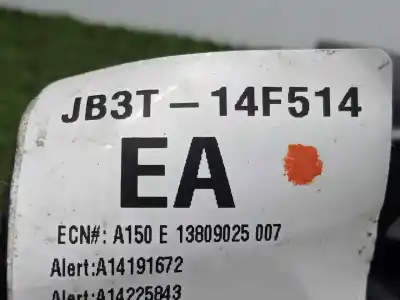 JB3T-14F514
EA
ECN#: A150 E 13809025 007
Alert:A14191672
Alert:A14225843